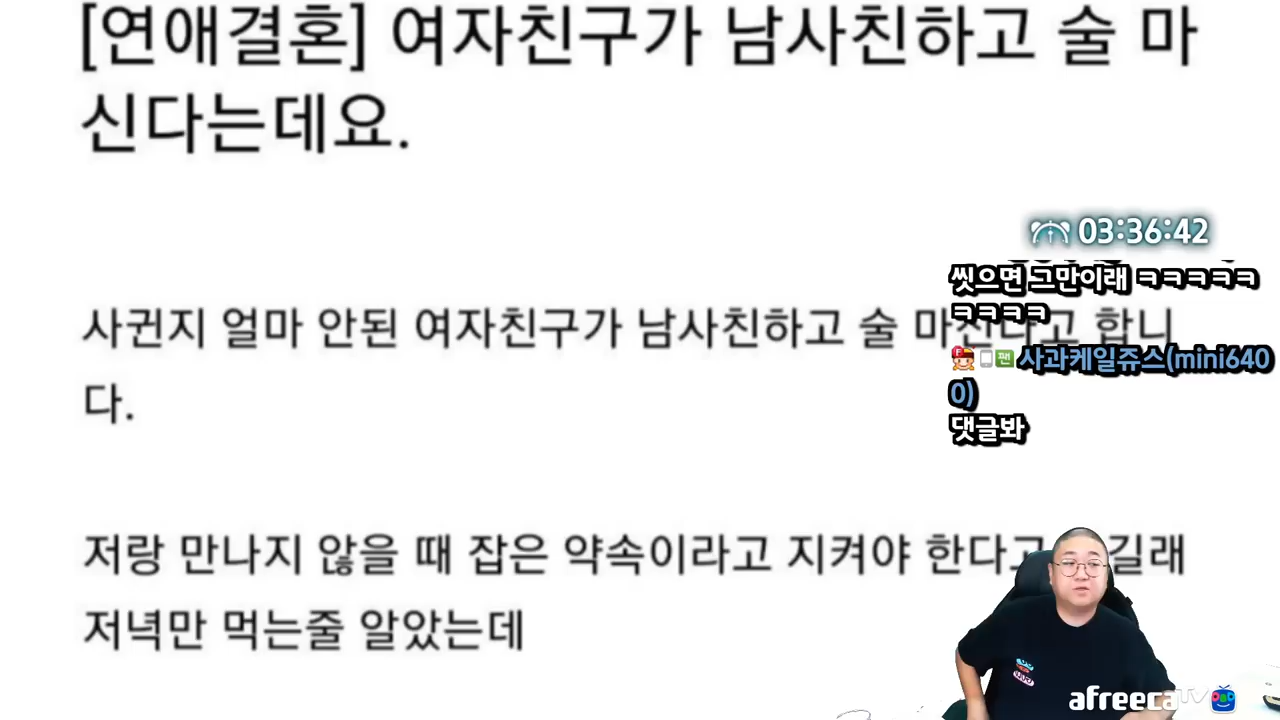 [연애결혼] 여자친구가 남사친하고 술 마
신다는데요.
03:36:42
씻으면 그만이래 ㅋㅋㅋㅋㅋ
ㅋㅋㅋㅋ
사귄지 얼마 안된 여자친구가 남사친하고 술 마신다고 합니
다.
사과케일쥬스(mini640
0)
댓글봐
저랑 만나지 않을 때 잡은 약속이라고 지켜야 한다고
저녁만 먹는줄 알았는데
afreecaTV